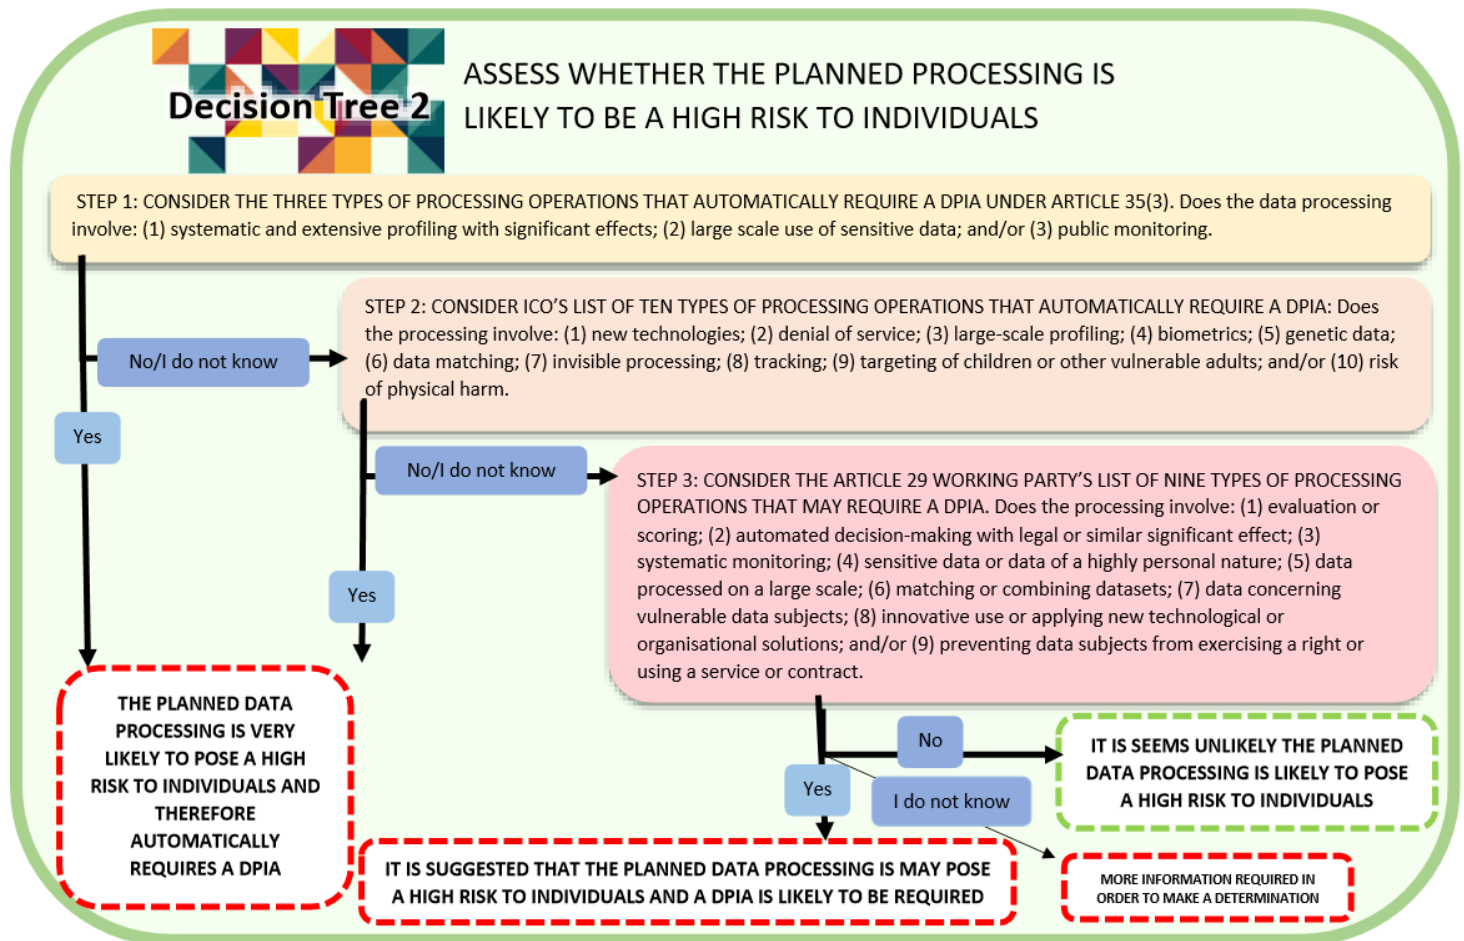 Decision Tree 2
ASSESS WHETHER THE PLANNED PROCESSING IS
LIKELY TO BE A HIGH RISK TO INDIVIDUALS
STEP 1: CONSIDER THE THREE TYPES OF PROCESSING OPERATIONS THAT AUTOMATICALLY REQUIRE A DPIA UNDER ARTICLE 35(3). Does the data processing
involve: (1) systematic and extensive profiling with significant effects; (2) large scale use of sensitive data; and/or (3) public monitoring.
STEP 2: CONSIDER ICO'S LIST OF TEN TYPES OF PROCESSING OPERATIONS THAT AUTOMATICALLY REQUIRE A DPIA: Does
the processing involve: (1) new technologies; (2) denial of service; (3) large-scale profiling; (4) biometrics; (5) genetic data;
(6) data matching; (7) invisible processing; (8) tracking; (9) targeting of children or other vulnerable adults; and/or (10) risk
of physical harm.
No/I do not know
Yes
No/I do not know
STEP 3: CONSIDER THE ARTICLE 29 WORKING PARTY'S LIST OF NINE TYPES OF PROCESSING
OPERATIONS THAT MAY REQUIRE A DPIA. Does the processing involve: (1) evaluation or
scoring; (2) automated decision-making with legal or similar significant effect; (3)
systematic monitoring; (4) sensitive data or data of a highly personal nature; (5) data
processed on a large scale; (6) matching or combining datasets; (7) data concerning
vulnerable data subjects; (8) innovative use or applying new technological or
organisational solutions; and/or (9) preventing data subjects from exercising a right or
using a service or contract.
Yes
THE PLANNED DATA
PROCESSING IS VERY
LIKELY TO POSE A HIGH
RISK TO INDIVIDUALS AND
THEREFORE
AUTOMATICALLY
REQUIRES A DPIA
No
IT IS SEEMS UNLIKELY THE PLANNED
DATA PROCESSING IS LIKELY TO POSE
A HIGH RISK TO INDIVIDUALS
Yes
I do not know
IT IS SUGGESTED THAT THE PLANNED DATA PROCESSING IS MAY POSE
A HIGH RISK TO INDIVIDUALS AND A DPIA IS LIKELY TO BE REQUIRED
MORE INFORMATION REQUIRED IN
ORDER TO MAKE A DETERMINATION